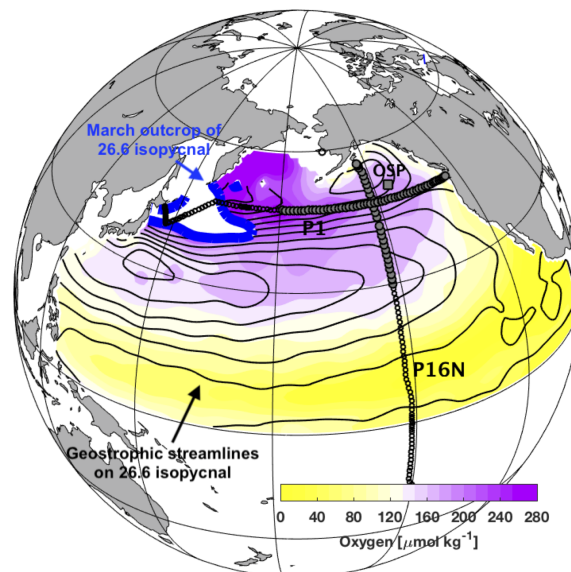 March outcrop of
26.6 isopycnal
OSP
P1
P16N
Geostrophic streamlines
on 26.6 isopycnal
0 40 80 120 160 200 240 280
Oxygen [μmol kg⁻¹]